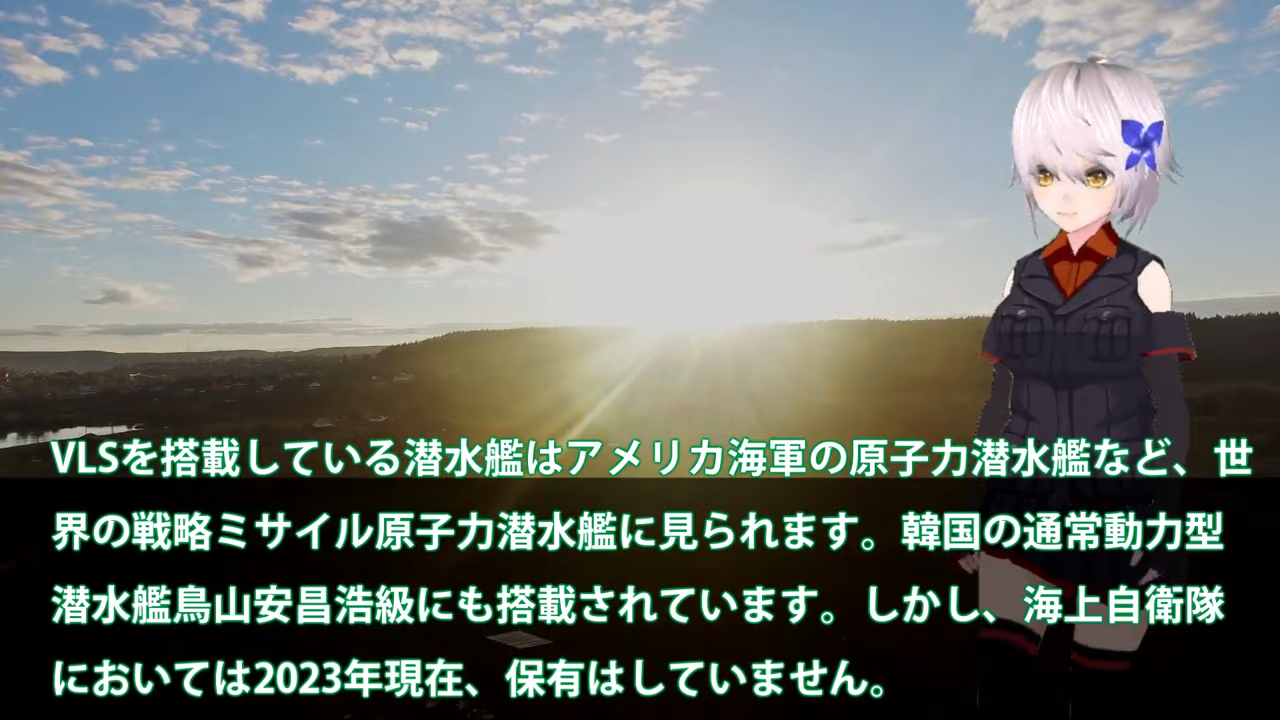 VLSを搭載している潜水艦はアメリカ海軍の原子力潜水艦など、世
界の戦略ミサイル原子力潜水艦に見られます。韓国の通常動力型
潜水艦鳥山安昌浩級にも搭載されています。しかし、海上自衛隊
においては2023年現在、保有はしていません。